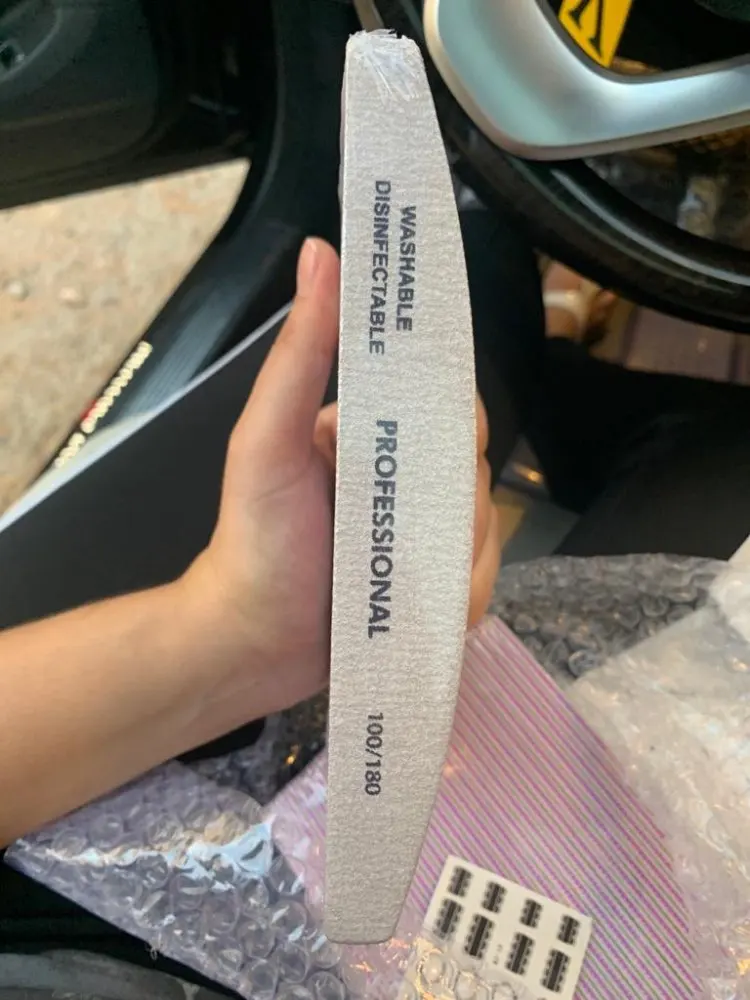 WASHABLE
DISINFECTABLE
PROFESSIONAL
100/180